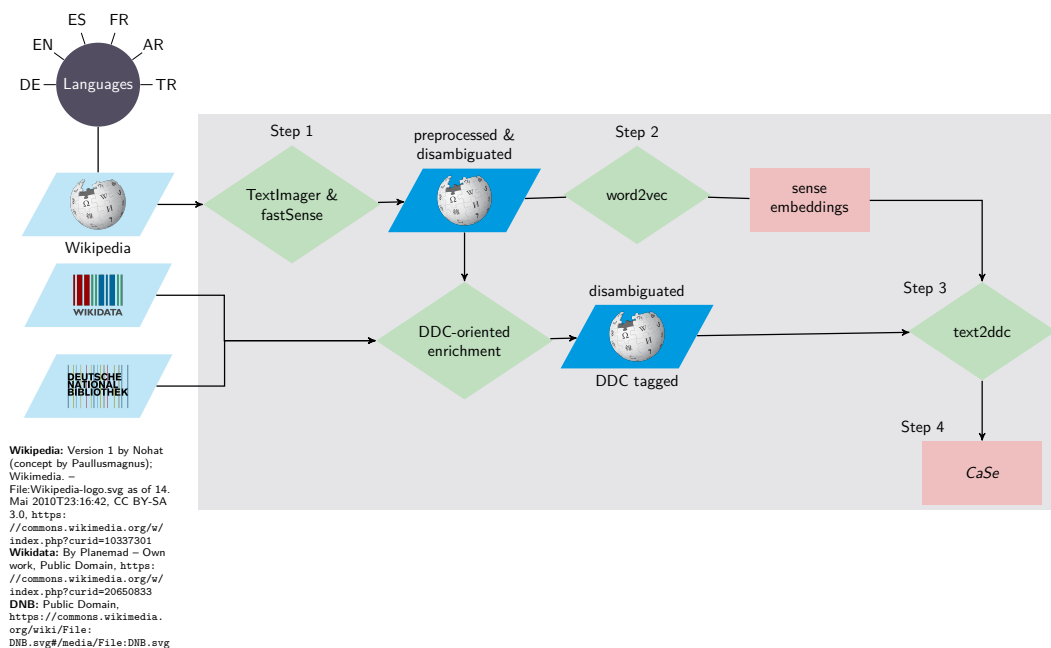 ES
FR
EN
AR
DE
Languages
TR
Step 1
preprocessed &
disambiguated
Step 2
TextImager &
fastSense
word2vec
sense
embeddings
Wikipedia
WIKIDATA
disambiguated
Step 3
DDC-oriented
enrichment
text2ddc
DDC tagged
DEUTSCHE
NATIONAL
BIBLIOTHEK
Step 4
CaSe
Wikipedia: Version 1 by Nohat
(concept by Paullusmagnus);
Wikimedia. –
File:Wikipedia-logo.svg as of 14.
Mai 2010T23:16:42, CC BY-SA
3.0, https:
//commons.wikimedia.org/w/
index.php?curid=10337301
Wikidata: By Planemad – Own
work, Public Domain, https:
//commons.wikimedia.org/w/
index.php?curid=20650833
DNB: Public Domain,
https://commons.wikimedia.
org/wiki/File:
DNB.svg#/media/File:DNB.svg